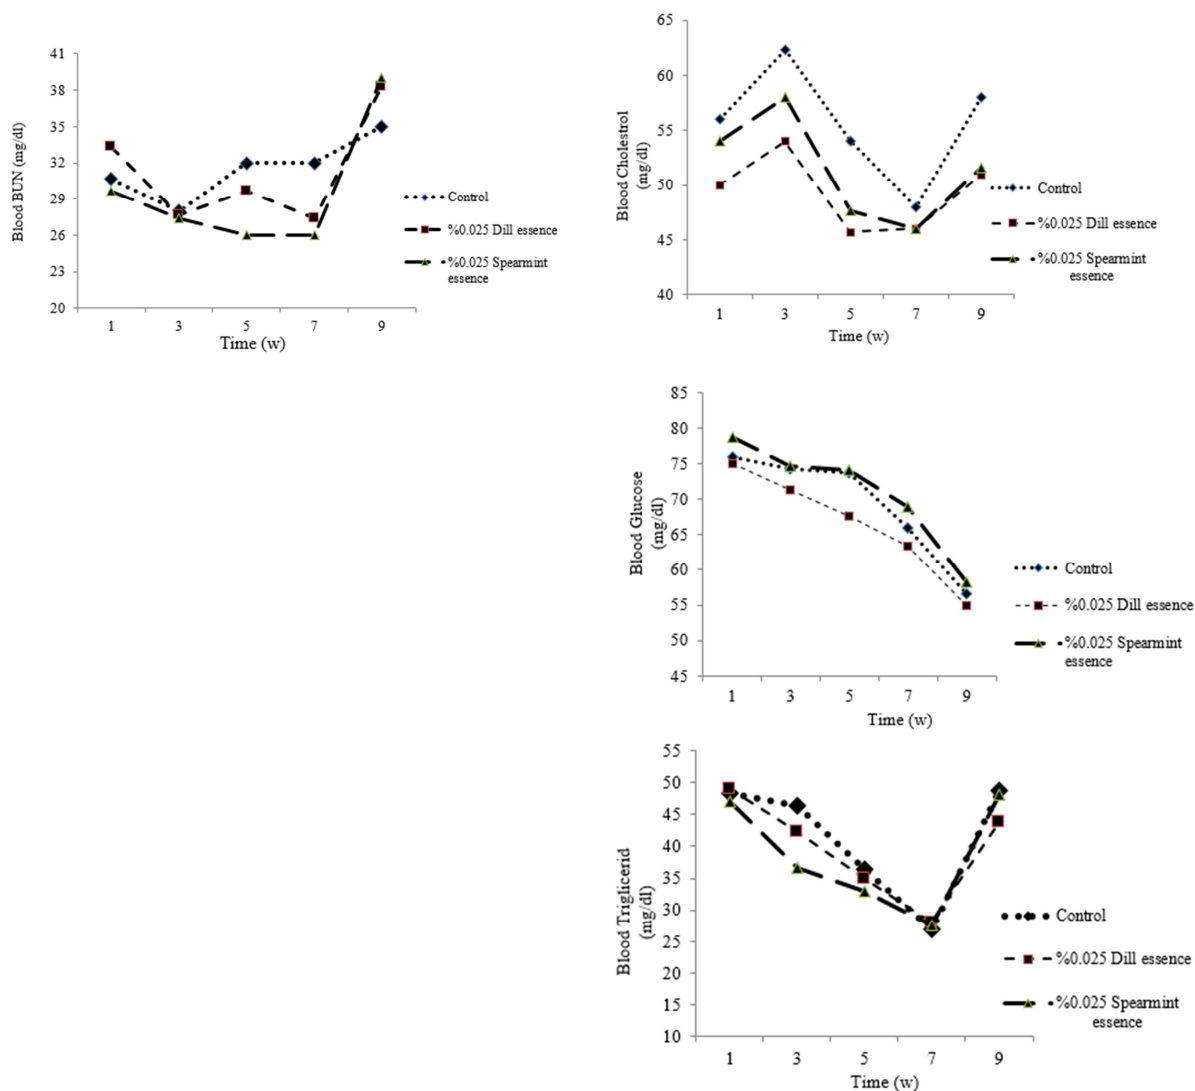 41
38
35
32
29
26
23
20
Blood BUN (mg/dl)
1 3 5 7 9
Time (w)
Control
%0.025 Dill essence
%0.025 Spearmint
essence
65
60
55
50
45
40
Blood Cholestrol
(mg/dl)
1 3 5 7 9
Time (w)
Control
%0.025 Dill essence
%0.025 Spearmint
essence
85
80
75
70
65
60
55
50
45
Blood Glucose
(mg/dl)
1 3 5 7 9
Time (w)
Control
%0.025 Dill essence
%0.025 Spearmint
essence
55
50
45
40
35
30
25
20
15
10
Blood Triglicerid
(mg/dl)
1 3 5 7 9
Time (w)
Control
%0.025 Dill essence
%0.025 Spearmint
essence